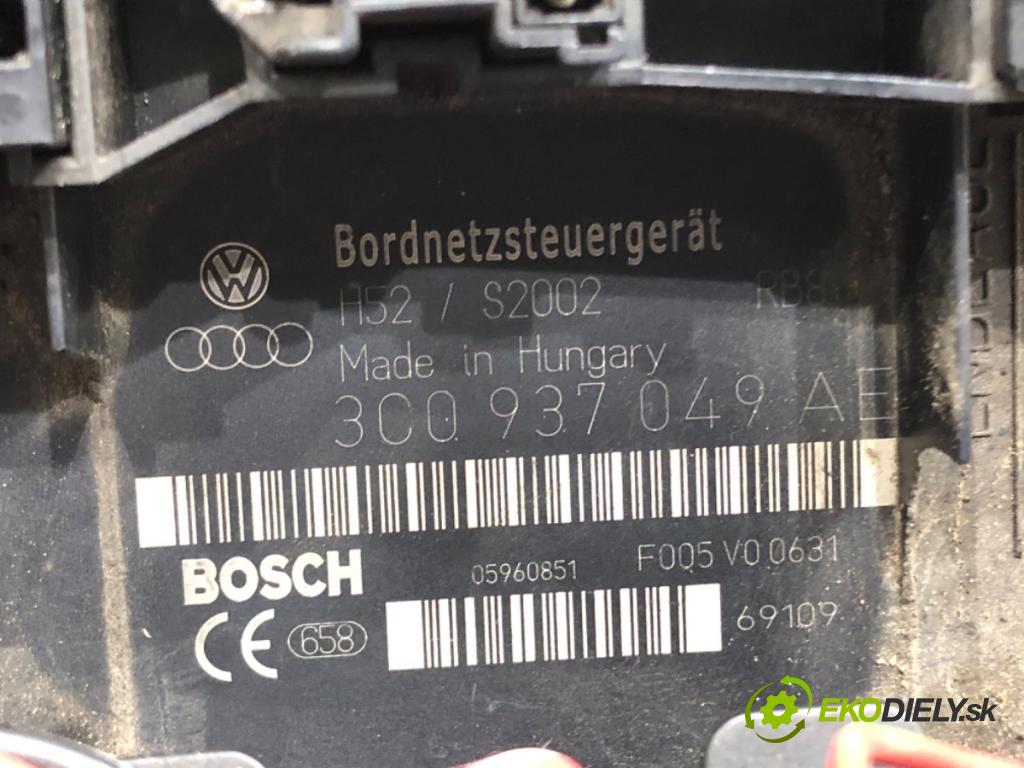 Bordnetzsteuergerät
H52 / S2002
Made in Hungary
3C0 937 049 AE
BOSCH
05960851
F005 V0 0631
CE
658
69109
EKODIELY.sk